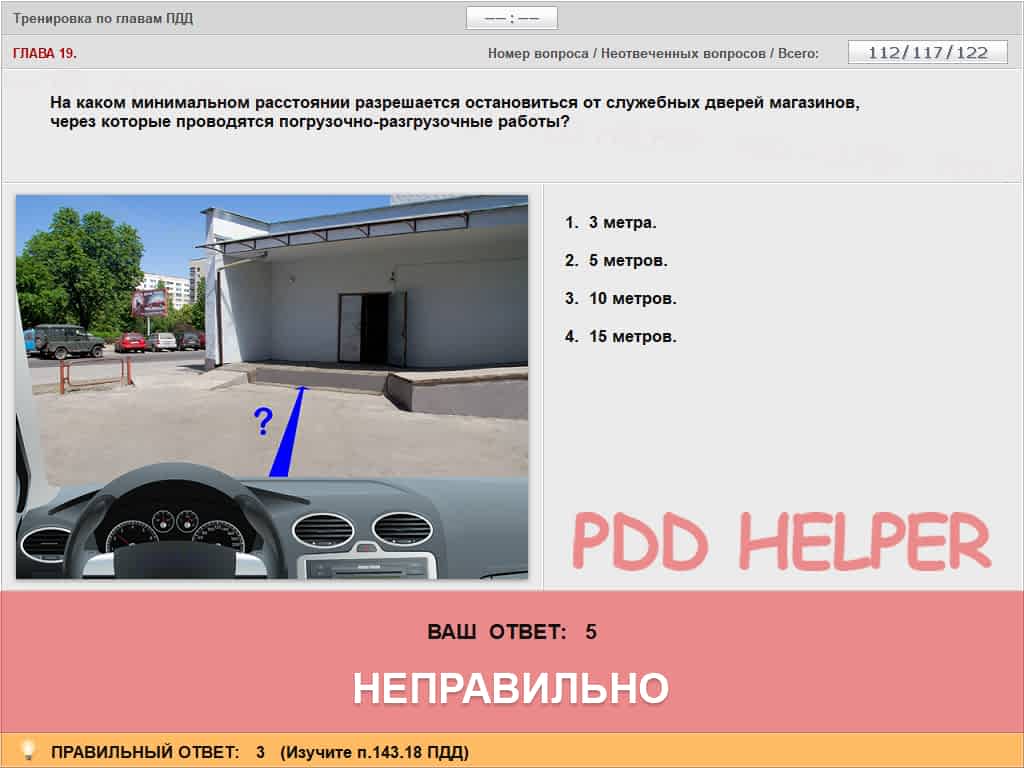 Тренировка по главам ПДД
—— : ——
ГЛАВА 19.
Номер вопроса / Неотвеченных вопросов / Всего:
112/117/122
На каком минимальном расстоянии разрешается остановиться от служебных дверей магазинов,
через которые проводятся погрузочно-разгрузочные работы?
?
1. 3 метра.
2. 5 метров.
3. 10 метров.
4. 15 метров.
PDD HELPER
ВАШ ОТВЕТ: 5
НЕПРАВИЛЬНО
ПРАВИЛЬНЫЙ ОТВЕТ: 3 (Изучите п.143.18 ПДД)